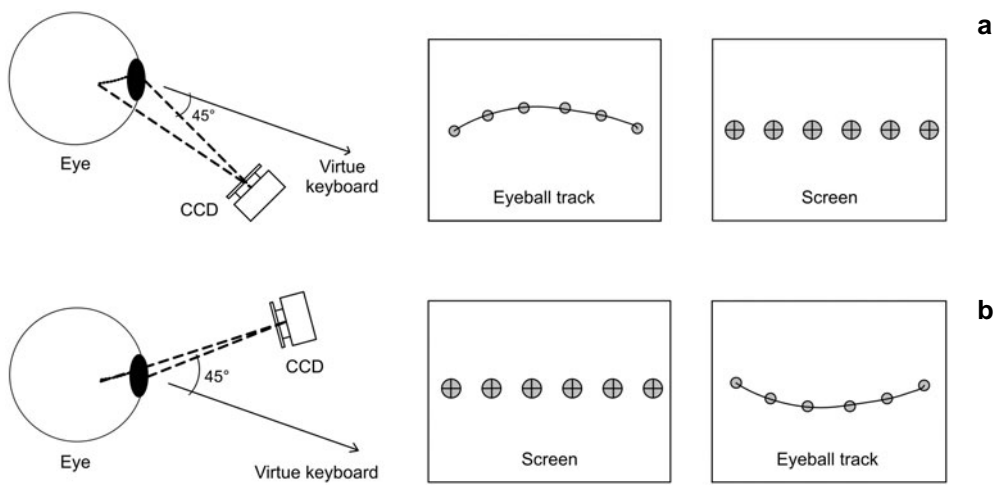 a
45°
Eye
Virtue
keyboard
CCD
Eyeball track
Screen
b
CCD
45°
Eye
Virtue keyboard
Screen
Eyeball track